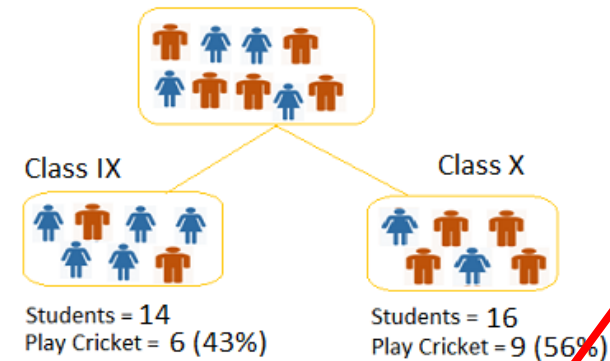 Class IX
Class X
Students = 14
Play Cricket = 6 (43%)
Students = 16
Play Cricket = 9 (56%)